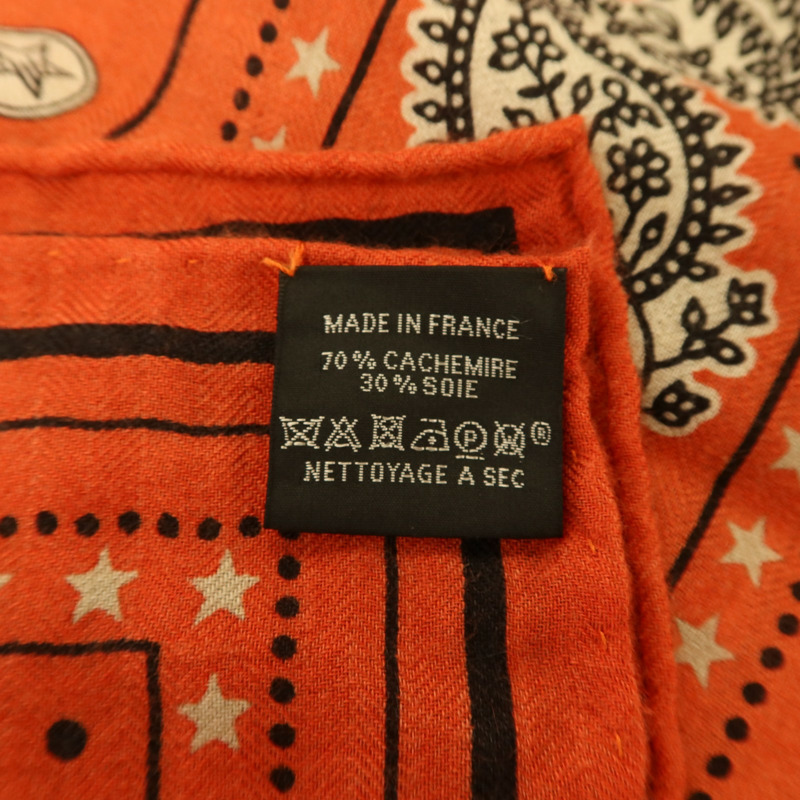 MADE IN FRANCE
70% CACHEMIRE
30% SOIE
®
NETTOYAGE A SEC